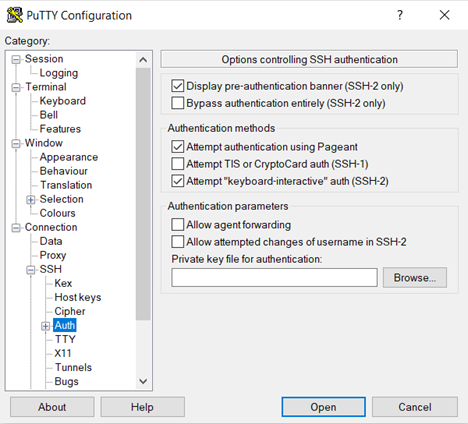 PuTTY Configuration
Category:
Session
Logging
Terminal
Keyboard
Bell
Features
Window
Appearance
Behaviour
Translation
Selection
Colours
Connection
Data
Proxy
SSH
Kex
Host keys
Cipher
Auth
TTY
X11
Tunnels
Bugs
Options controlling SSH authentication
Display pre-authentication banner (SSH-2 only)
Bypass authentication entirely (SSH-2 only)
Authentication methods
Attempt authentication using Pageant
Attempt TIS or CryptoCard auth (SSH-1)
Attempt "keyboard-interactive" auth (SSH-2)
Authentication parameters
Allow agent forwarding
Allow attempted changes of username in SSH-2
Private key file for authentication:
Browse...
About
Help
Open
Cancel